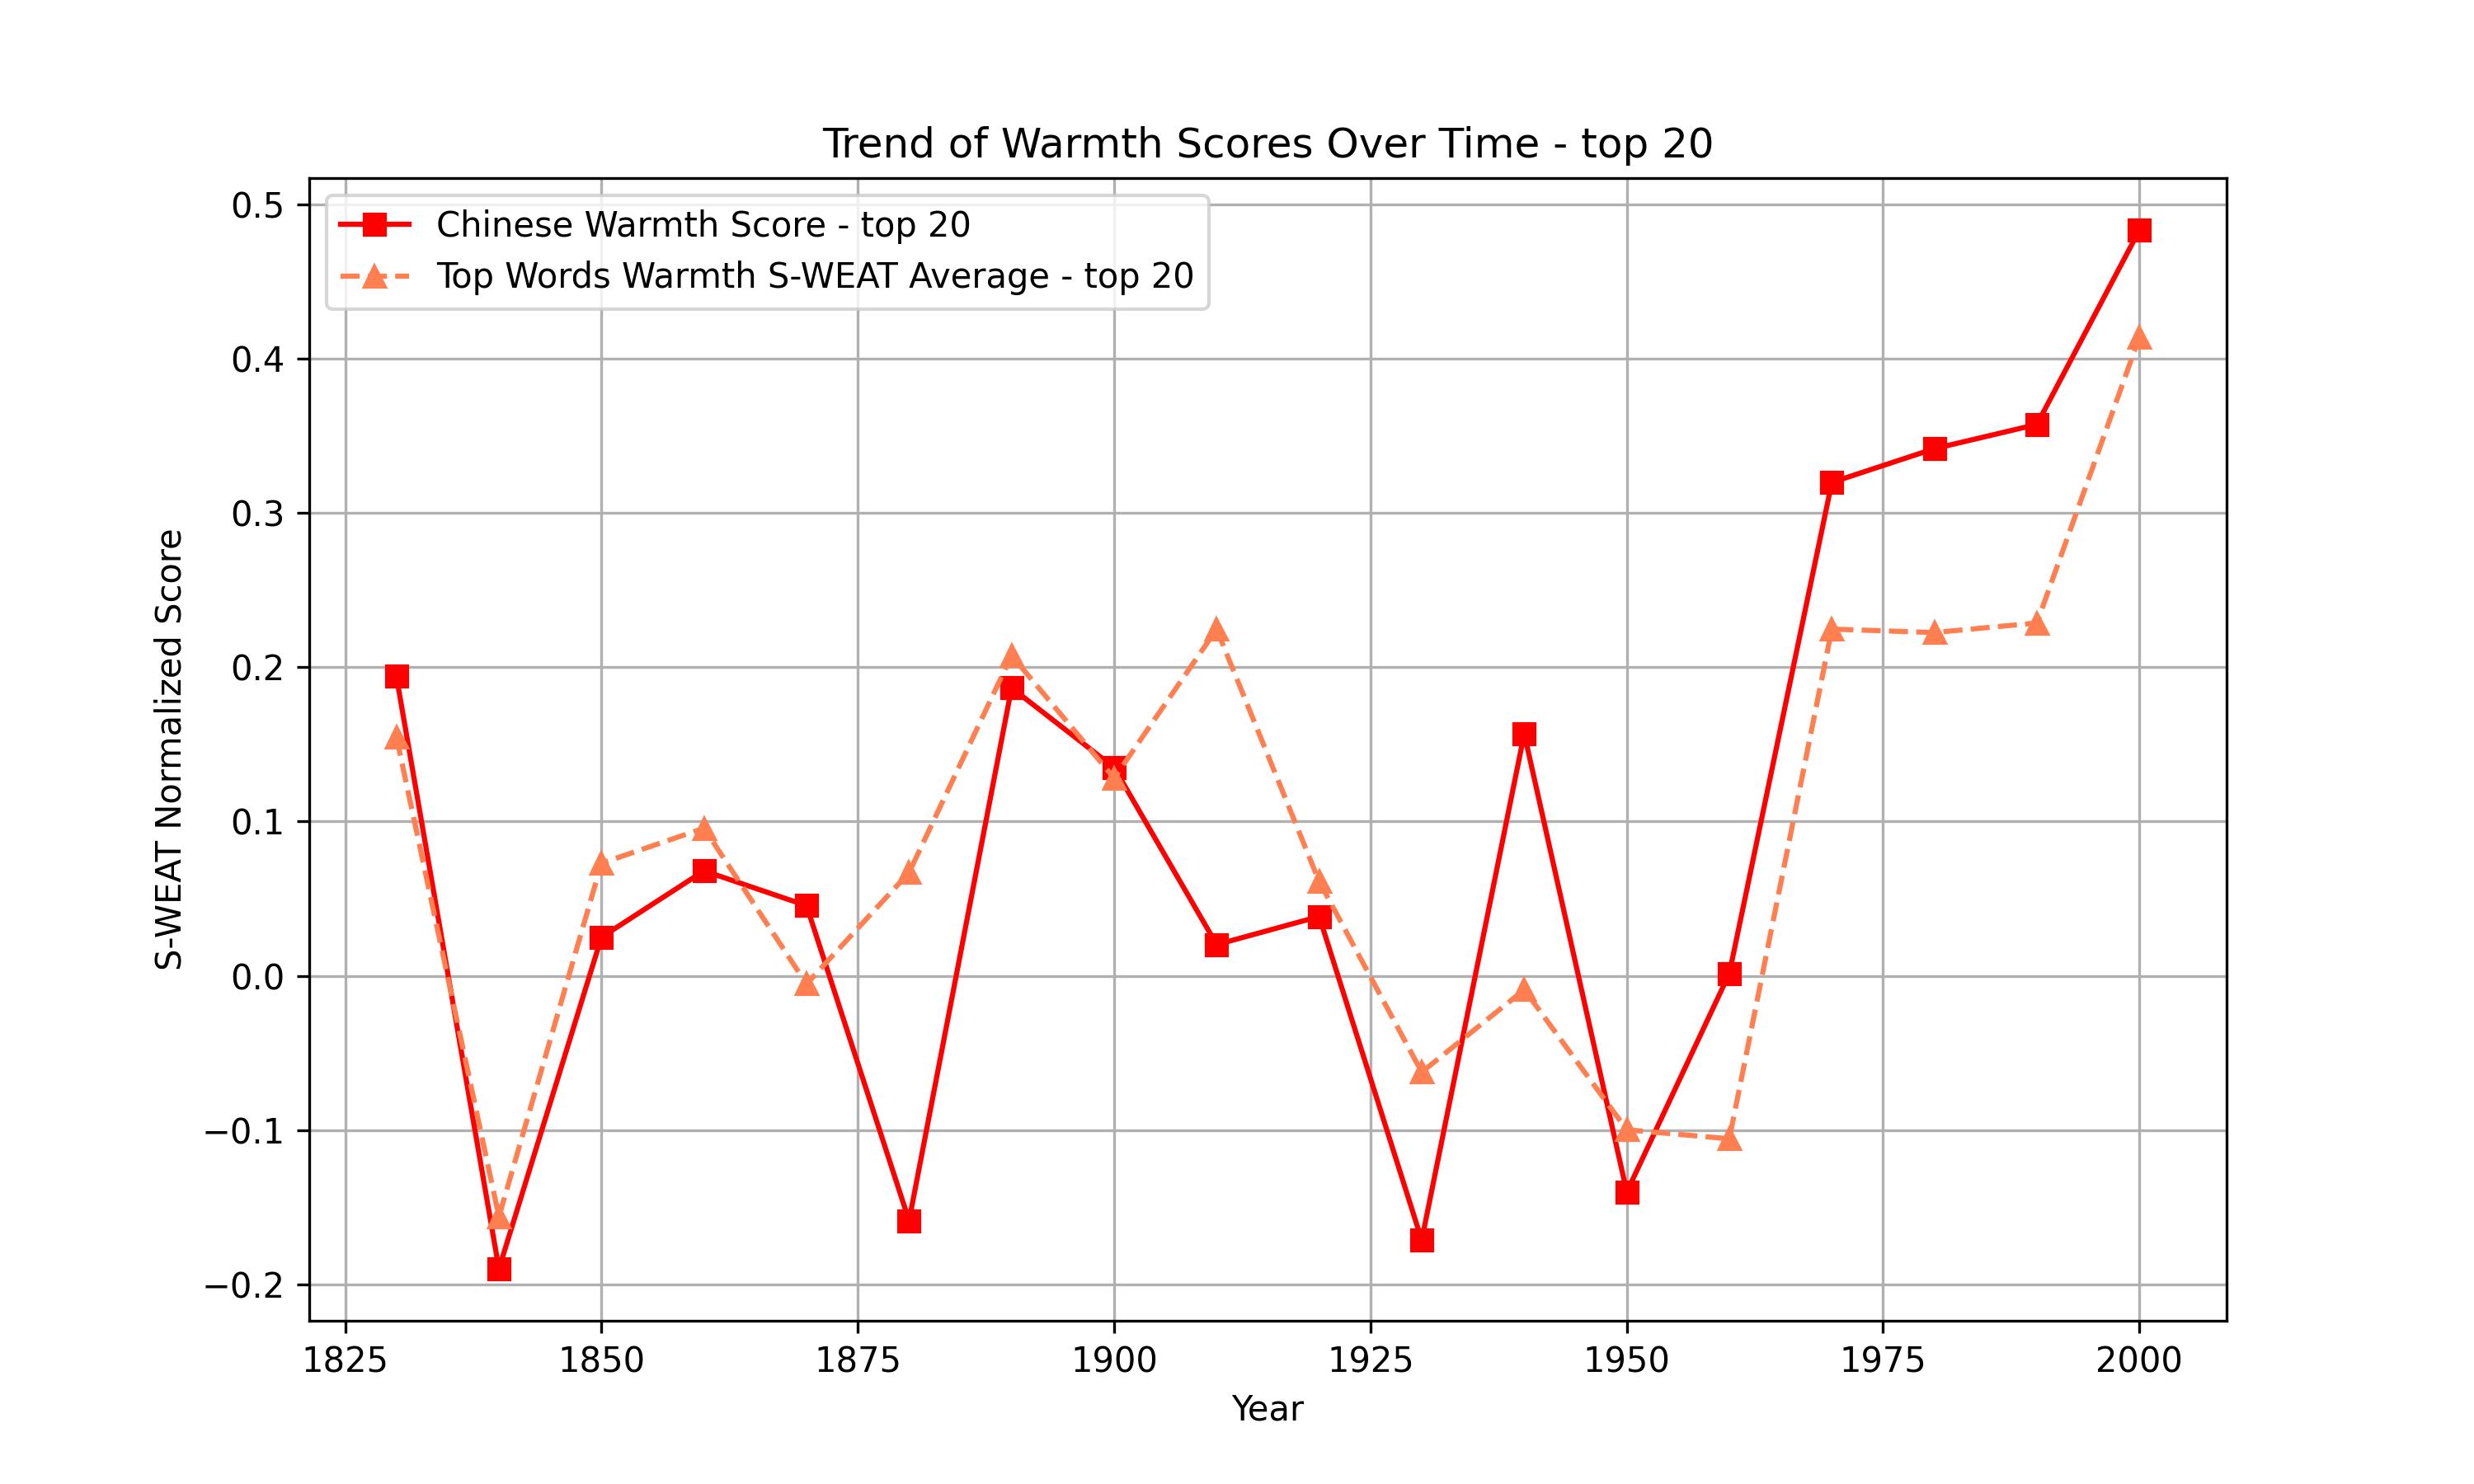 Trend of Warmth Scores Over Time - top 20
Chinese Warmth Score - top 20
Top Words Warmth S-WEAT Average - top 20
S-WEAT Normalized Score
0.5
0.4
0.3
0.2
0.1
0.0
−0.1
−0.2
1825 1850 1875 1900 1925 1950 1975 2000
Year